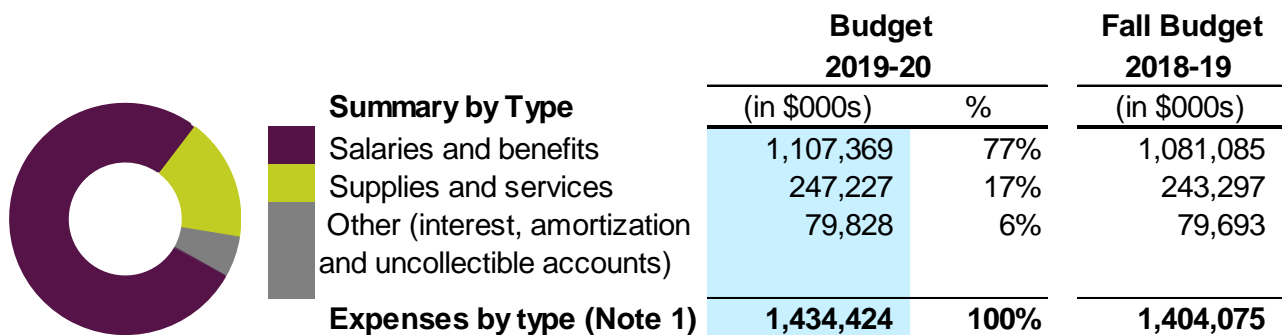 Budget Fall Budget
2019-20 2018-19
Summary by Type (in $000s) % (in $000s)
Salaries and benefits 1,107,369 77% 1,081,085
Supplies and services 247,227 17% 243,297
Other (interest, amortization 79,828 6% 79,693
and uncollectible accounts)
Expenses by type (Note 1) 1,434,424 100% 1,404,075